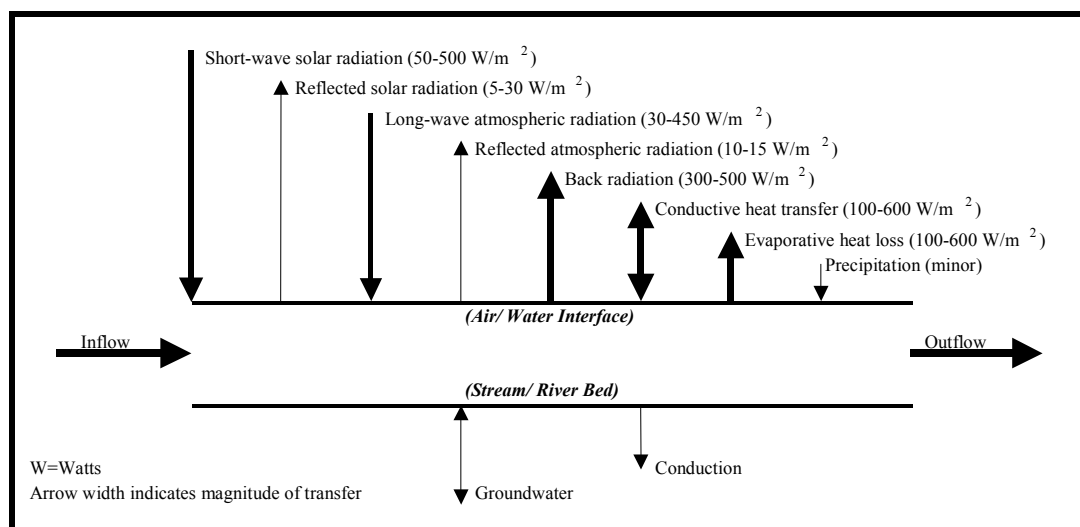 Short-wave solar radiation (50-500 W/m 2)
Reflected solar radiation (5-30 W/m 2)
Long-wave atmospheric radiation (30-450 W/m 2)
Reflected atmospheric radiation (10-15 W/m 2)
Back radiation (300-500 W/m 2)
Conductive heat transfer (100-600 W/m 2)
Evaporative heat loss (100-600 W/m 2)
Precipitation (minor)
(Air/ Water Interface)
Inflow
Outflow
(Stream/ River Bed)
W=Watts
Conduction
Arrow width indicates magnitude of transfer
Groundwater